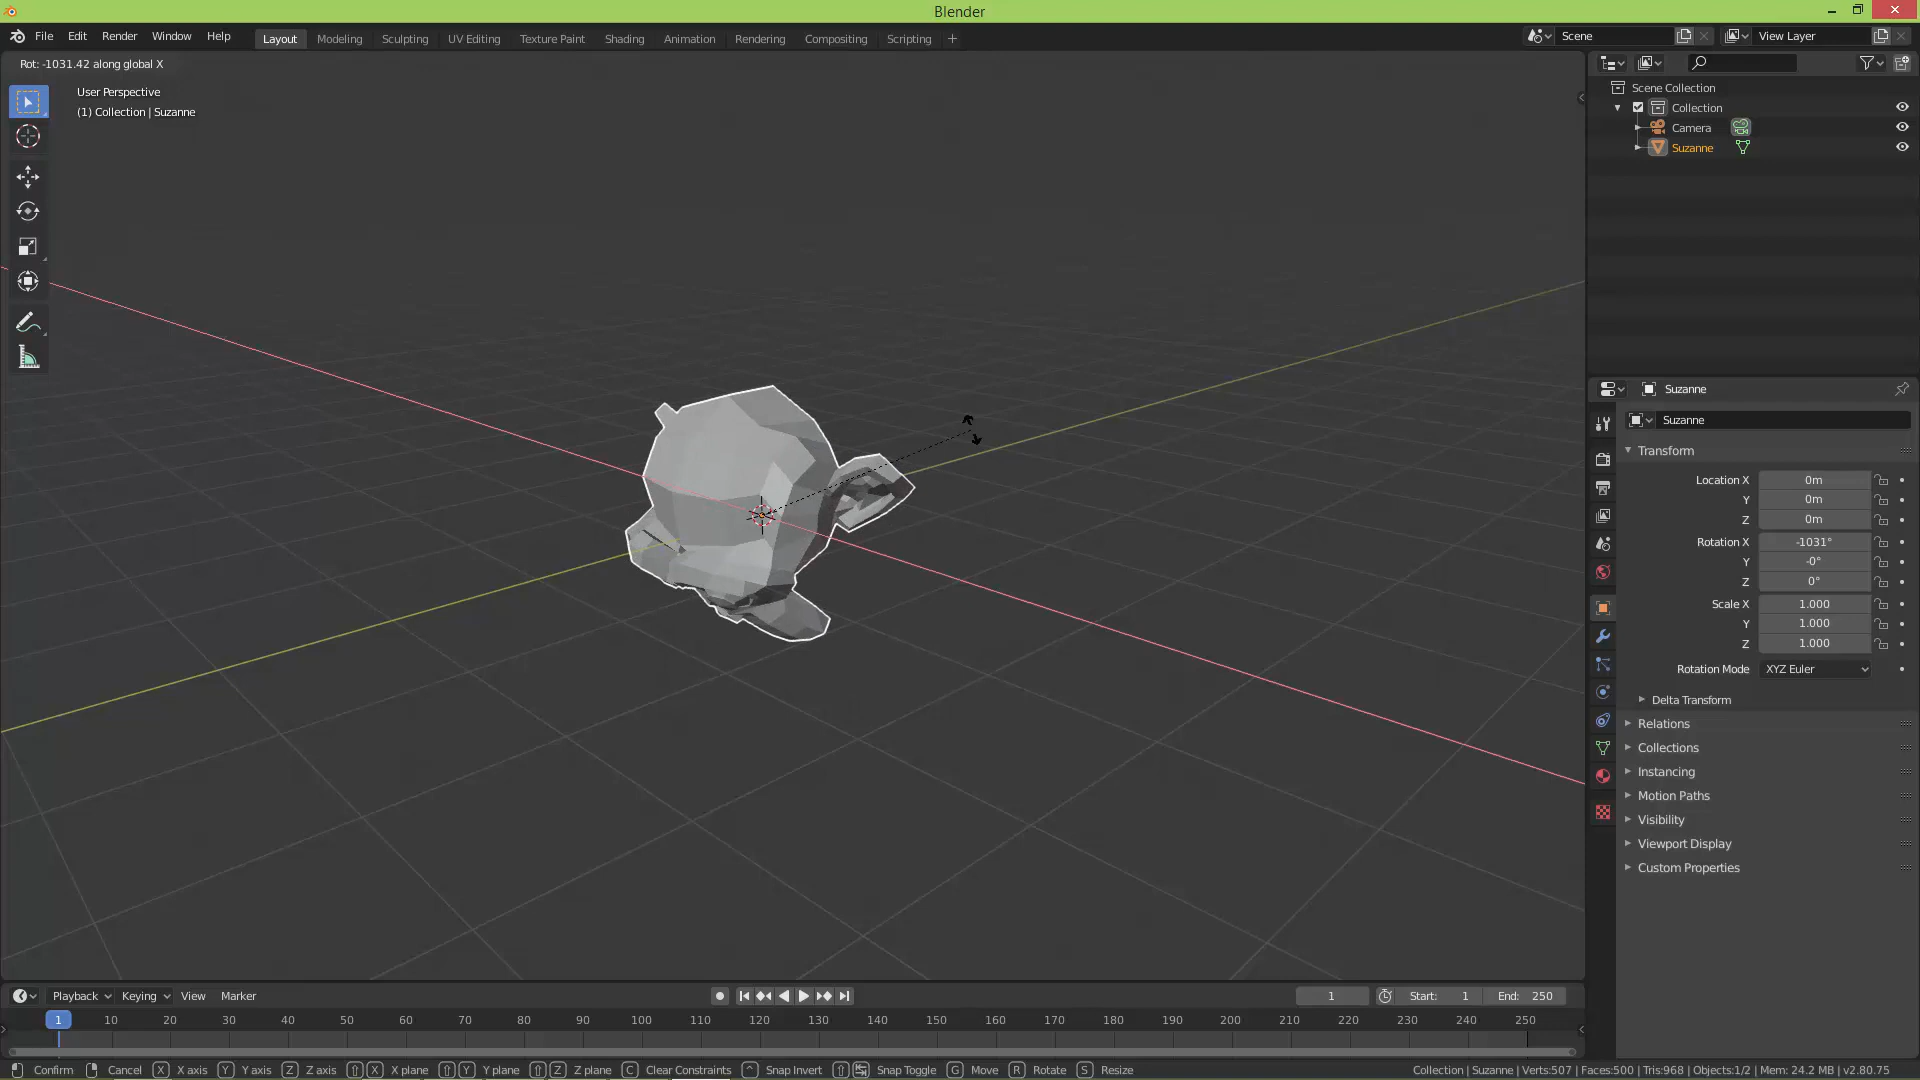 Blender
File Edit Render Window Help Layout Modeling Sculpting UV Editing Texture Paint Shading Animation Rendering Compositing Scripting Scene View Layer
Rot: -1031.42 along global X
User Perspective
(1) Collection | Suzanne
Scene Collection
Collection
Camera
Suzanne
Suzanne
Suzanne
Transform
Location X 0m
Y 0m
Z 0m
Rotation X -1031°
Y -0°
Z 0°
Scale X 1.000
Y 1.000
Z 1.000
Rotation Mode XYZ Euler
Delta Transform
Relations
Collections
Instancing
Motion Paths
Visibility
Viewport Display
Custom Properties
Playback Keying View Marker 1 Start: 1 End: 250
1 10 20 30 40 50 60 70 80 90 100 110 120 130 140 150 160 170 180 190 200 210 220 230 240 250
Confirm Cancel X X axis Y Y axis Z Z axis X X plane Y Y plane Z Z plane C Clear Constraints Snap Invert Snap Toggle G Move R Rotate S Resize Collection | Suzanne | Verts:507 | Faces:500 | Tris:968 | Objects:1/2 | Mem: 24.2 MB | v2.80.75